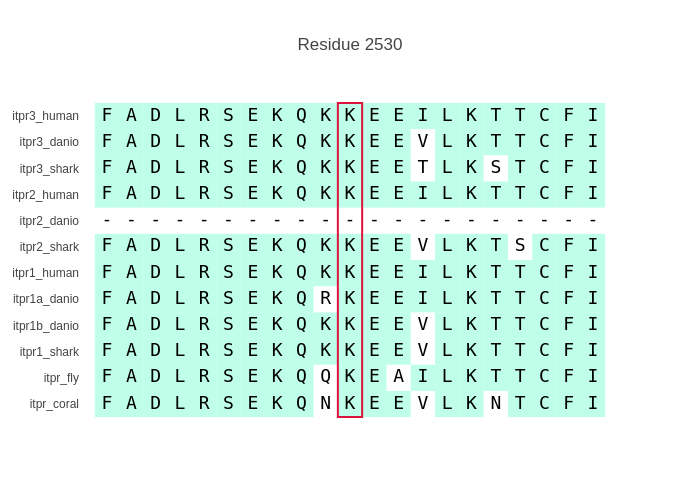 Residue 2530
itpr3_human F A D L R S E K Q K K E E I L K T T C F I
itpr3_danio F A D L R S E K Q K K E E V L K T T C F I
itpr3_shark F A D L R S E K Q K K E E T L K S T C F I
itpr2_human F A D L R S E K Q K K E E I L K T T C F I
itpr2_danio - - - - - - - - - - - - - - - - - - - - -
itpr2_shark F A D L R S E K Q K K E E V L K T S C F I
itpr1_human F A D L R S E K Q K K E E I L K T T C F I
itpr1a_danio F A D L R S E K Q R K E E I L K T T C F I
itpr1b_danio F A D L R S E K Q K K E E V L K T T C F I
itpr1_shark F A D L R S E K Q K K E E V L K T T C F I
itpr_fly F A D L R S E K Q Q K E A I L K T T C F I
itpr_coral F A D L R S E K Q N K E E V L K N T C F I